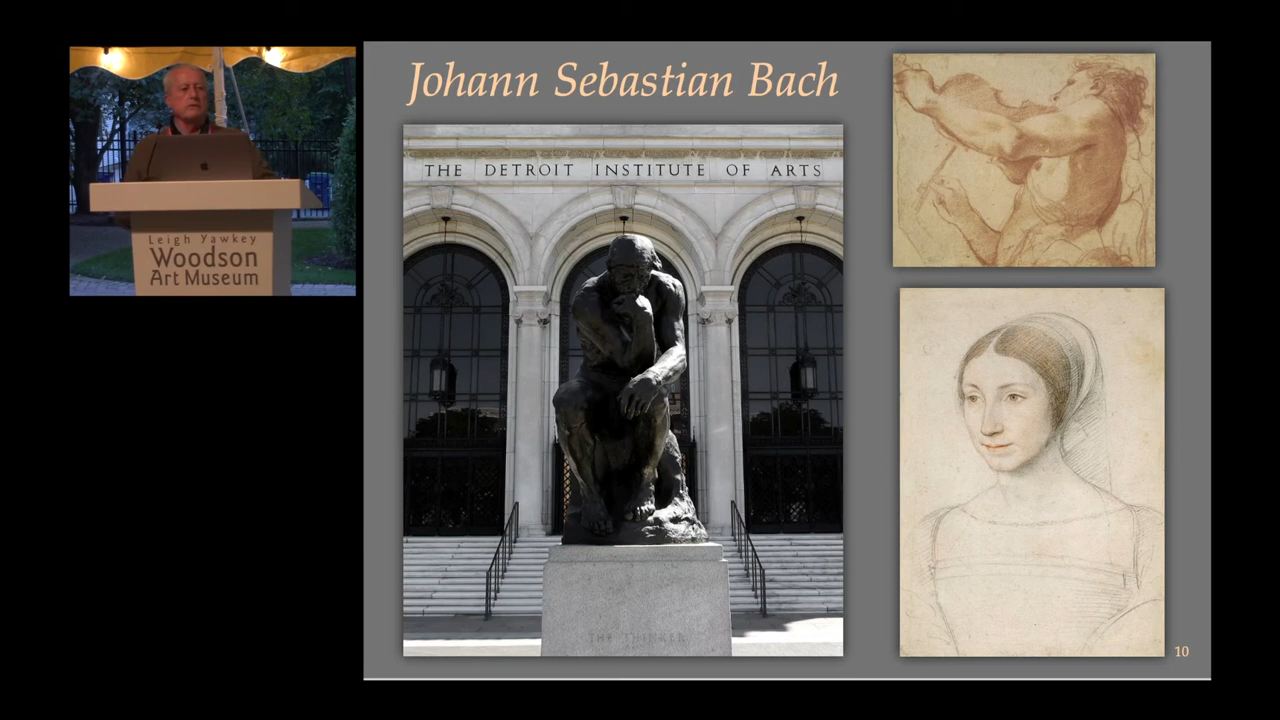 Johann Sebastian Bach
THE DETROIT INSTITUTE OF ARTS
THE THINKER
Leigh Yawkey
Woodson
Art Museum
10